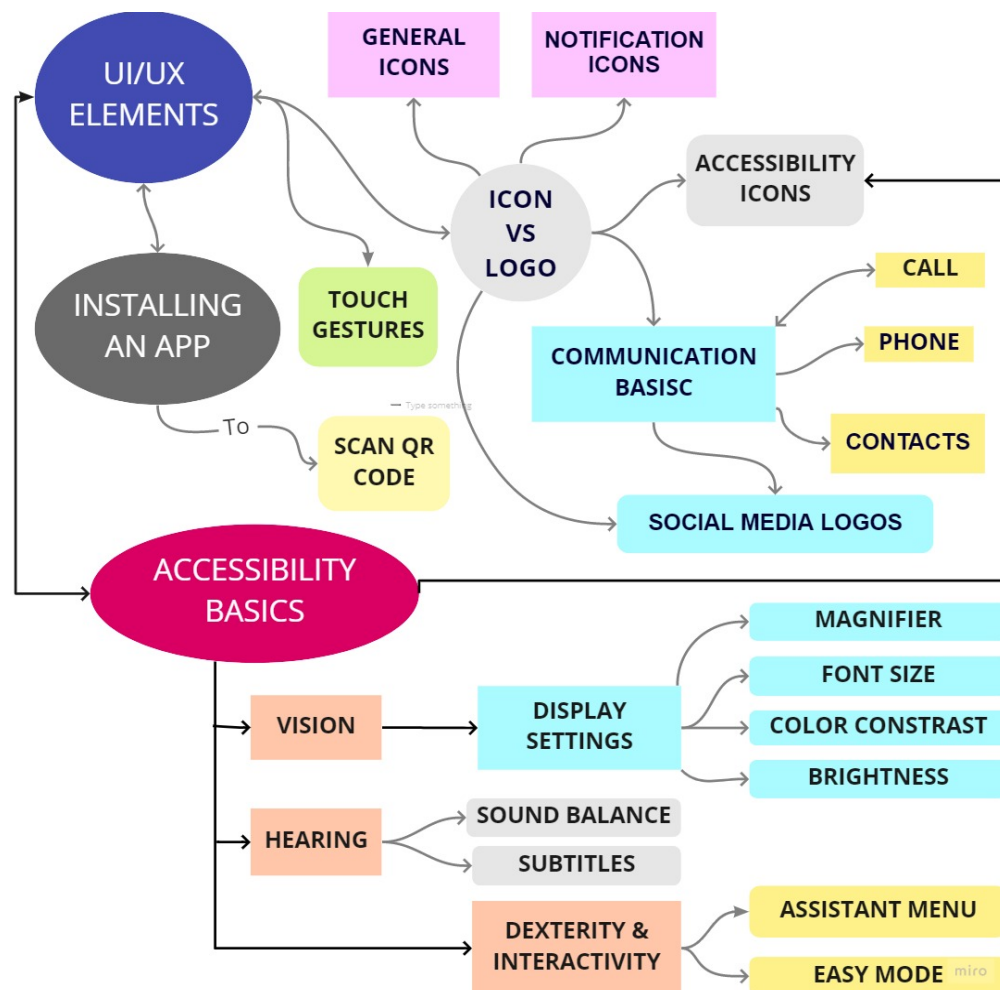 UI/UX
ELEMENTS
GENERAL
ICONS
NOTIFICATION
ICONS
ICON
VS
LOGO
ACCESSIBILITY
ICONS
INSTALLING
AN APP
TOUCH
GESTURES
CALL
PHONE
CONTACTS
COMMUNICATION
BASISC
Type something
To
SCAN QR
CODE
SOCIAL MEDIA LOGOS
ACCESSIBILITY
BASICS
VISION
DISPLAY
SETTINGS
MAGNIFIER
FONT SIZE
COLOR CONSTRAST
BRIGHTNESS
HEARING
SOUND BALANCE
SUBTITLES
DEXTERITY &
INTERACTIVITY
ASSISTANT MENU
EASY MODE
miro